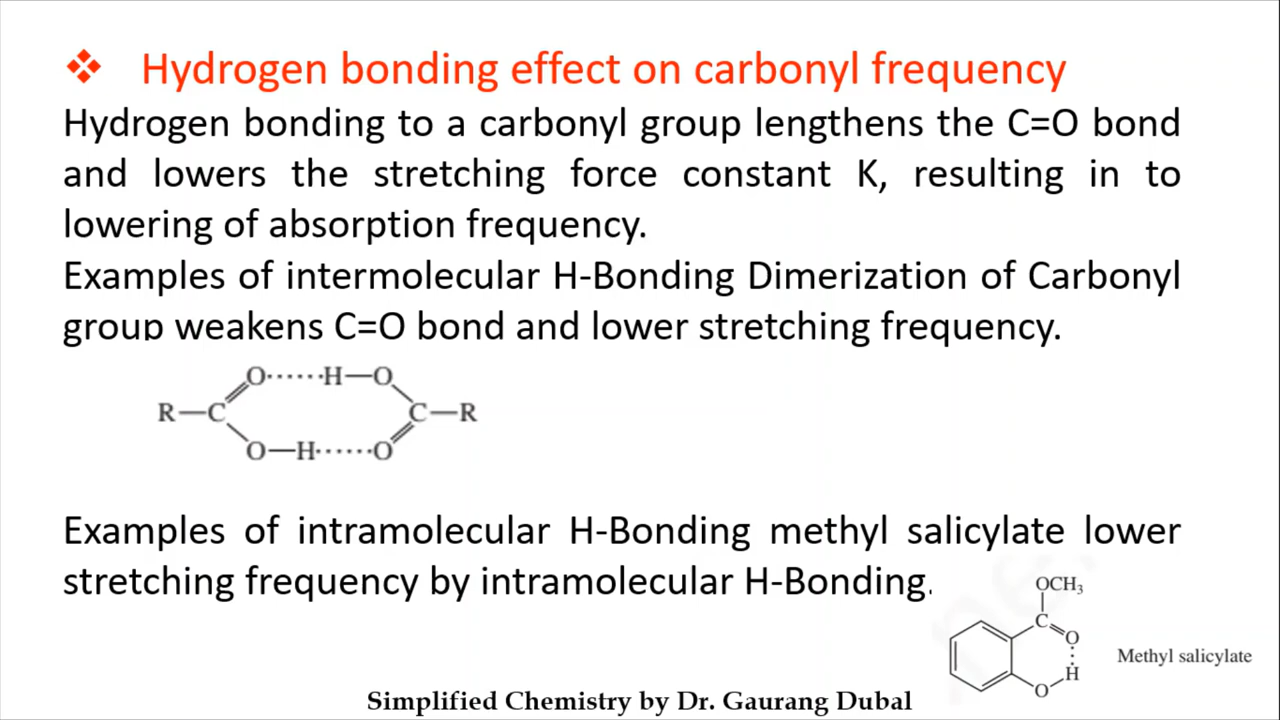 ❖ Hydrogen bonding effect on carbonyl frequency
Hydrogen bonding to a carbonyl group lengthens the C=O bond
and lowers the stretching force constant K, resulting in to
lowering of absorption frequency.
Examples of intermolecular H-Bonding Dimerization of Carbonyl
group weakens C=O bond and lower stretching frequency.
O······H—O
R—C C—R
O—H······O
Examples of intramolecular H-Bonding methyl salicylate lower
stretching frequency by intramolecular H-Bonding.
OCH₃
C
O
Methyl salicylate
H
O
Simplified Chemistry by Dr. Gaurang Dubal